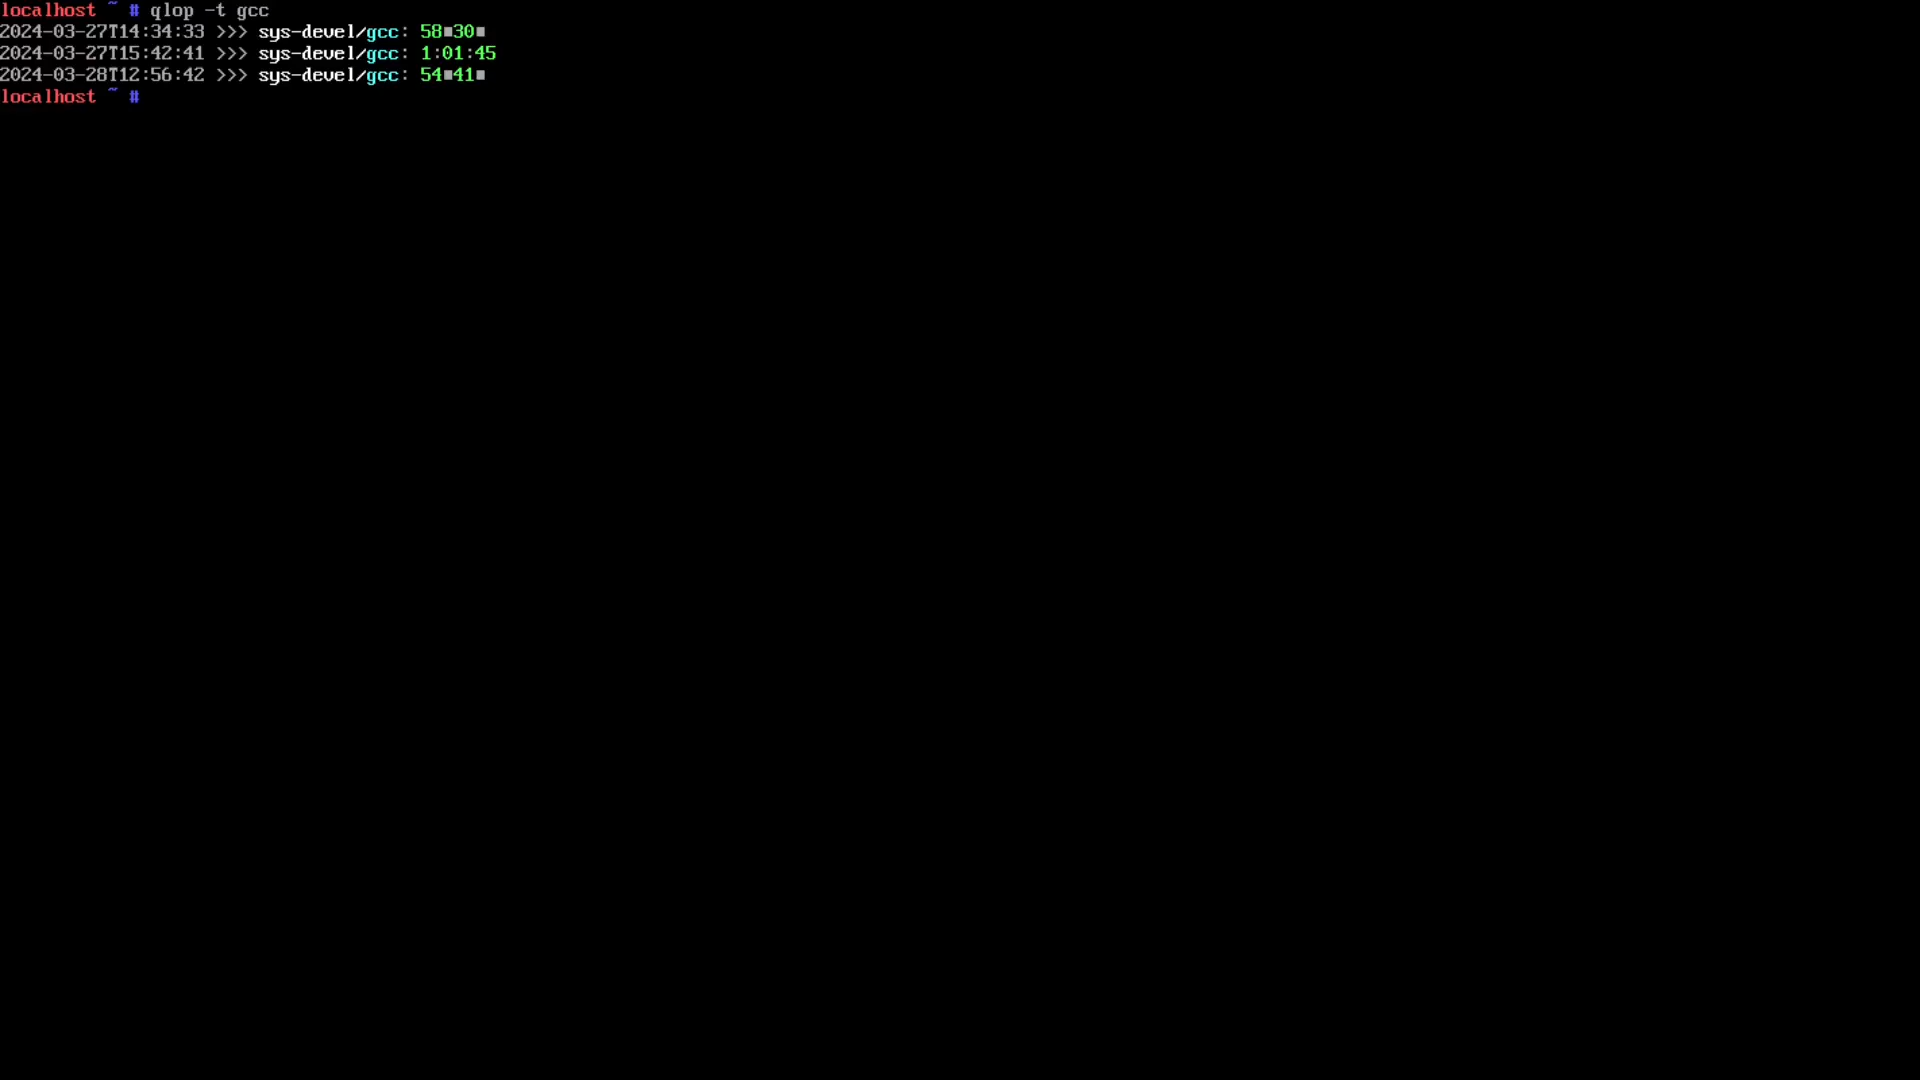 localhost ~ # qlop -t gcc
2024-03-27T14:34:33 >>> sys-devel/gcc: 58■30■
2024-03-27T15:42:41 >>> sys-devel/gcc: 1:01:45
2024-03-28T12:56:42 >>> sys-devel/gcc: 54■41■
localhost ~ #